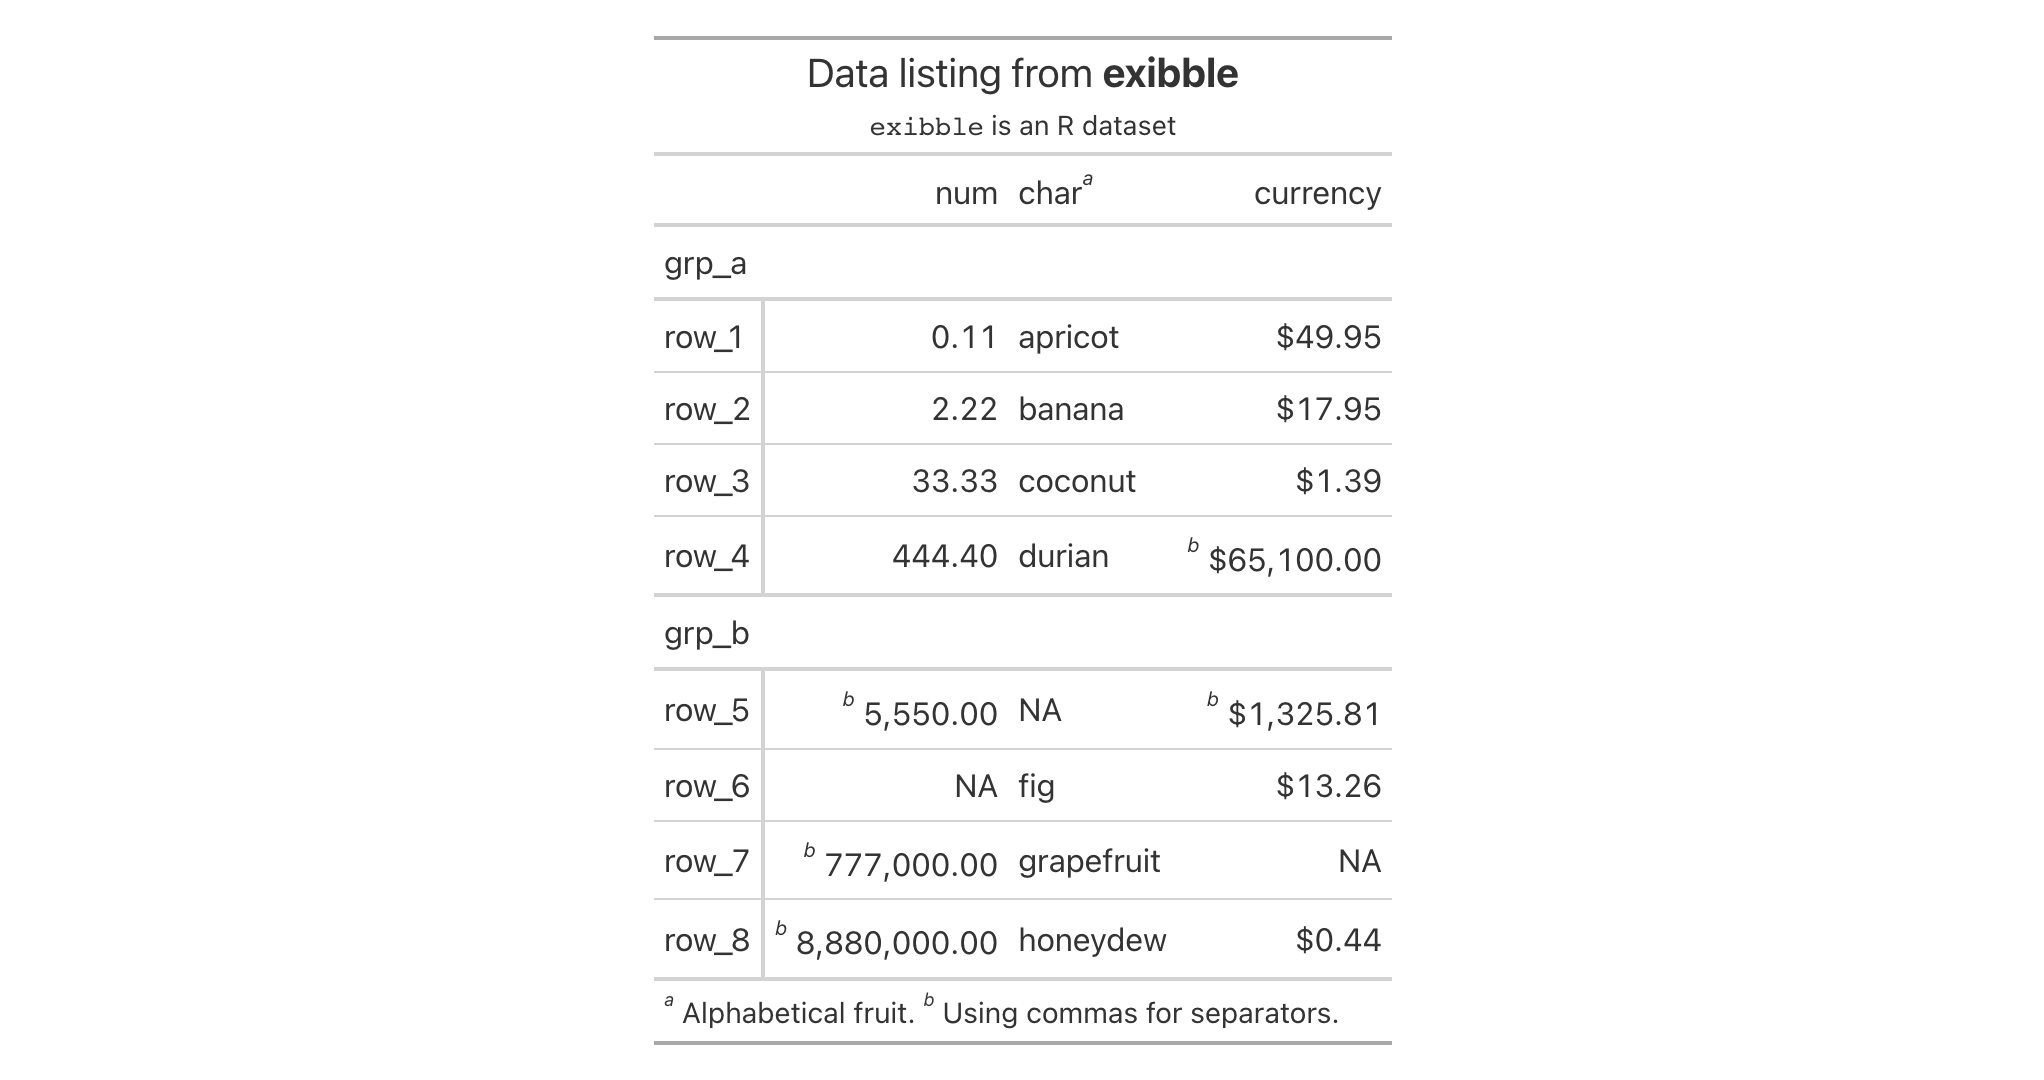 Data listing from exibble
exibble is an R dataset
num char a currency
grp_a
row_1 0.11 apricot $49.95
row_2 2.22 banana $17.95
row_3 33.33 coconut $1.39
row_4 444.40 durian b $65,100.00
grp_b
row_5 b 5,550.00 NA b $1,325.81
row_6 NA fig $13.26
row_7 b 777,000.00 grapefruit NA
row_8 b 8,880,000.00 honeydew $0.44
a Alphabetical fruit. b Using commas for separators.